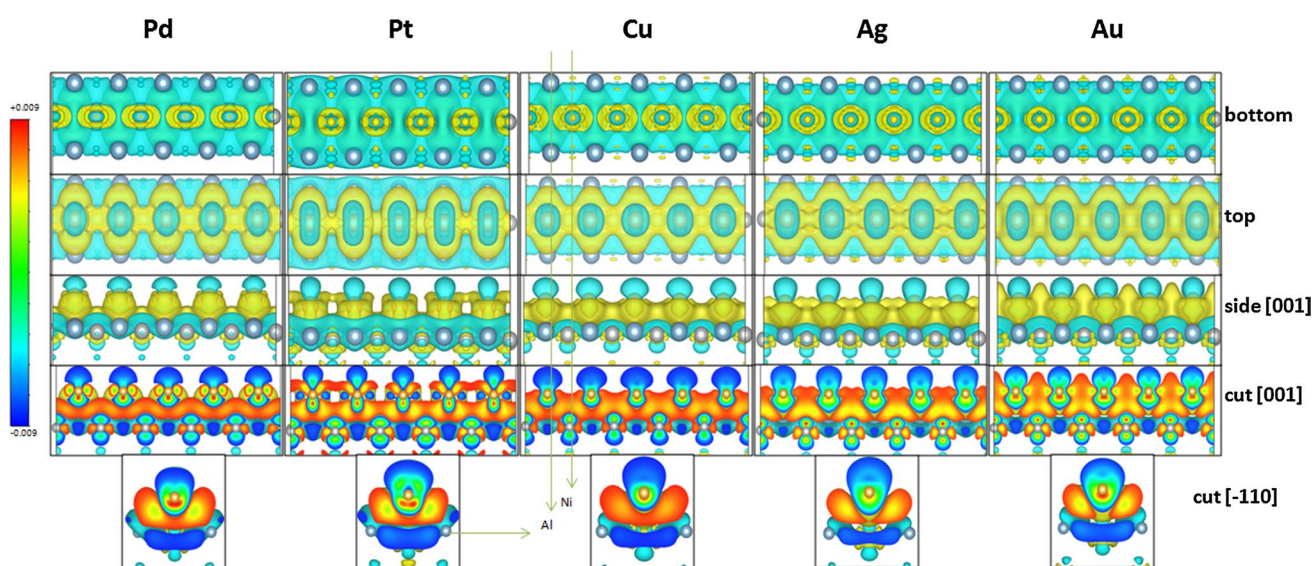 Pd Pt Cu Ag Au
+0.009
bottom
top
side [001]
cut [001]
-0.009
cut [-110]
Ni
Al